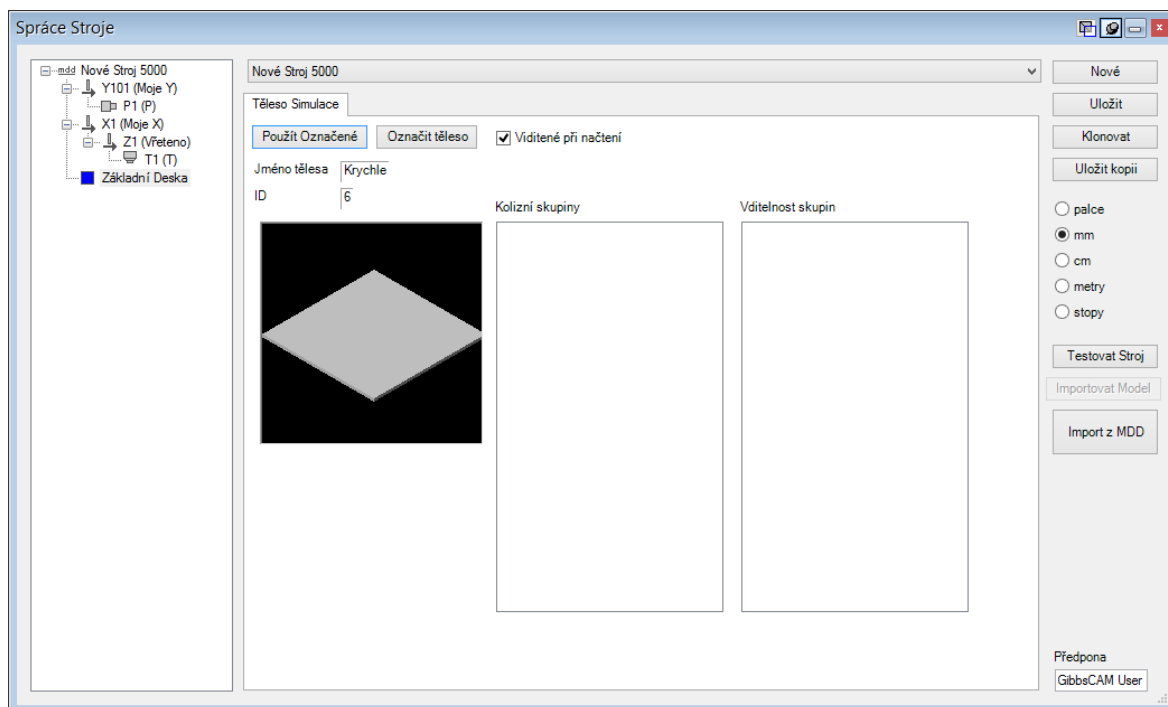 Spráce Stroje
mdd Nové Stroj 5000
Y101 (Moje Y)
P1 (P)
X1 (Moje X)
Z1 (Vřeteno)
T1 (T)
Základní Deska
Nové Stroj 5000
Těleso Simulace
Použít Označené
Označit těleso
Viditené při načtení
Jméno tělesa
Krychle
ID
6
Kolizní skupiny
Vditelnost skupin
Nové
Uložit
Klonovat
Uložit kopii
palce
mm
cm
metry
stopy
Testovat Stroj
Importovat Model
Import z MDD
Předpona
GibbsCAM User